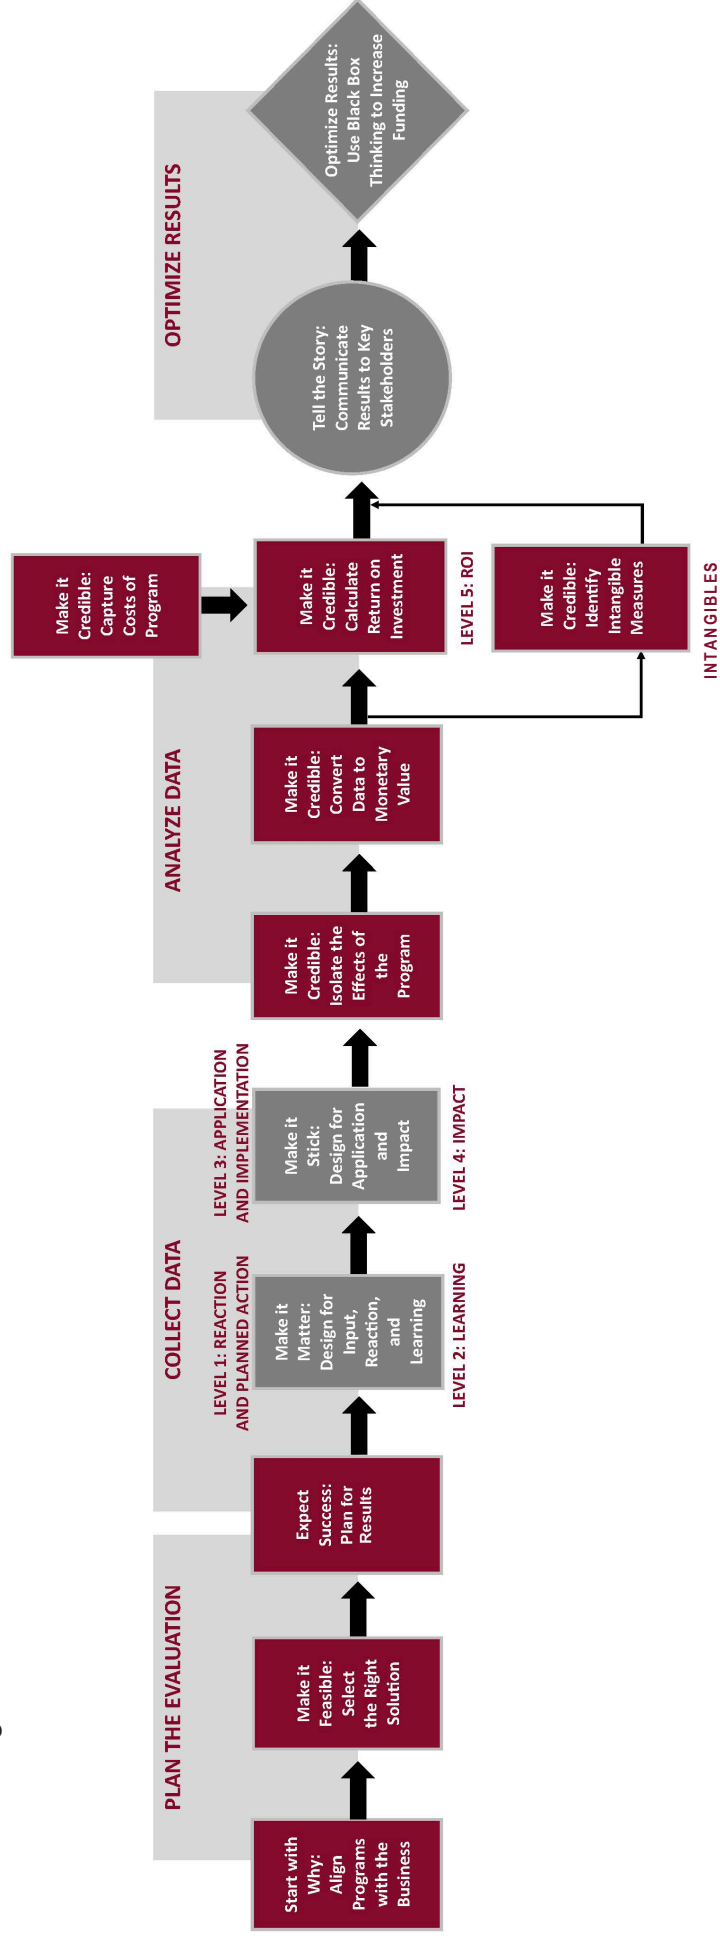 PLAN THE EVALUATION
Start with
Why:
Align
Programs
with the
Business
Make it
Feasible:
Select
the Right
Solution
Expect
Success:
Plan for
Results
COLLECT DATA
LEVEL 1: REACTION
AND PLANNED ACTION
Make it
Matter:
Design for
Input,
Reaction,
and
Learning
LEVEL 2: LEARNING
LEVEL 3: APPLICATION
AND IMPLEMENTATION
Make it
Stick:
Design for
Application
and
Impact
LEVEL 4: IMPACT
ANALYZE DATA
Make it
Credible:
Isolate the
Effects of
the
Program
Make it
Credible:
Convert
Data to
Monetary
Value
Make it
Credible:
Capture
Costs of
Program
Make it
Credible:
Calculate
Return on
Investment
LEVEL 5: ROI
Make it
Credible:
Identify
Intangible
Measures
INTANGIBLES
OPTIMIZE RESULTS
Tell the Story:
Communicate
Results to Key
Stakeholders
Optimize Results:
Use Black Box
Thinking to Increase
Funding